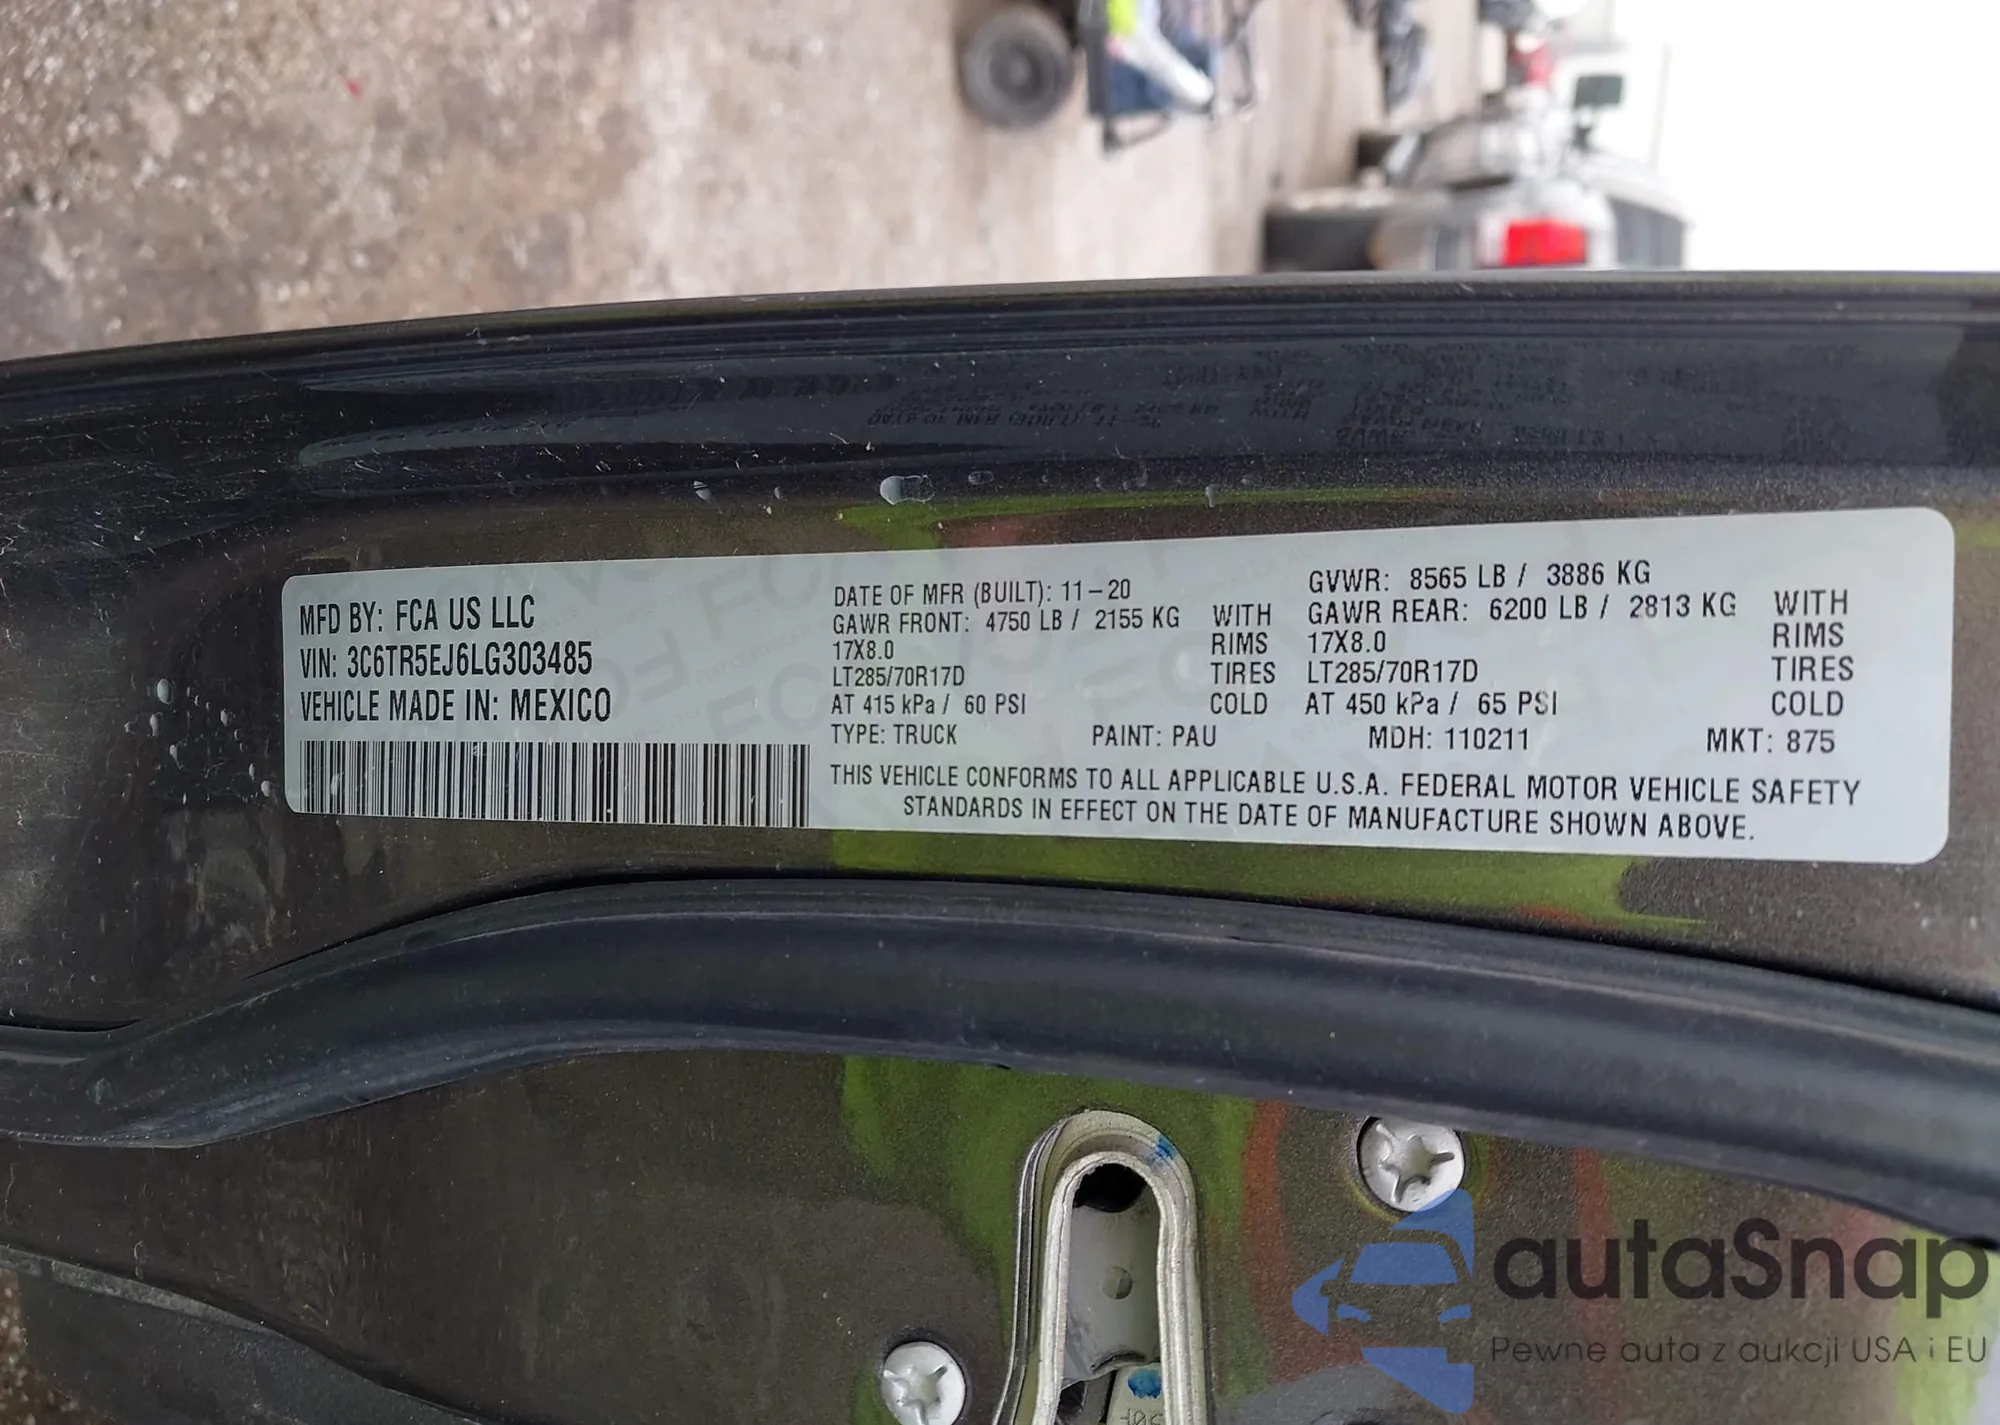 MFD BY: FCA US LLC
VIN: 3C6TR5EJ6LG303485
VEHICLE MADE IN: MEXICO
DATE OF MFR (BUILT): 11-20
GVWR: 8565 LB / 3886 KG
GAWR FRONT: 4750 LB / 2155 KG WITH
GAWR REAR: 6200 LB / 2813 KG WITH
17X8.0 RIMS
17X8.0 RIMS
LT285/70R17D TIRES
LT285/70R17D TIRES
AT 415 kPa / 60 PSI COLD
AT 450 kPa / 65 PSI COLD
TYPE: TRUCK PAINT: PAU MDH: 110211 MKT: 875
THIS VEHICLE CONFORMS TO ALL APPLICABLE U.S.A. FEDERAL MOTOR VEHICLE SAFETY
STANDARDS IN EFFECT ON THE DATE OF MANUFACTURE SHOWN ABOVE.
autoSnap
Pewne auta z aukcji USA i EU